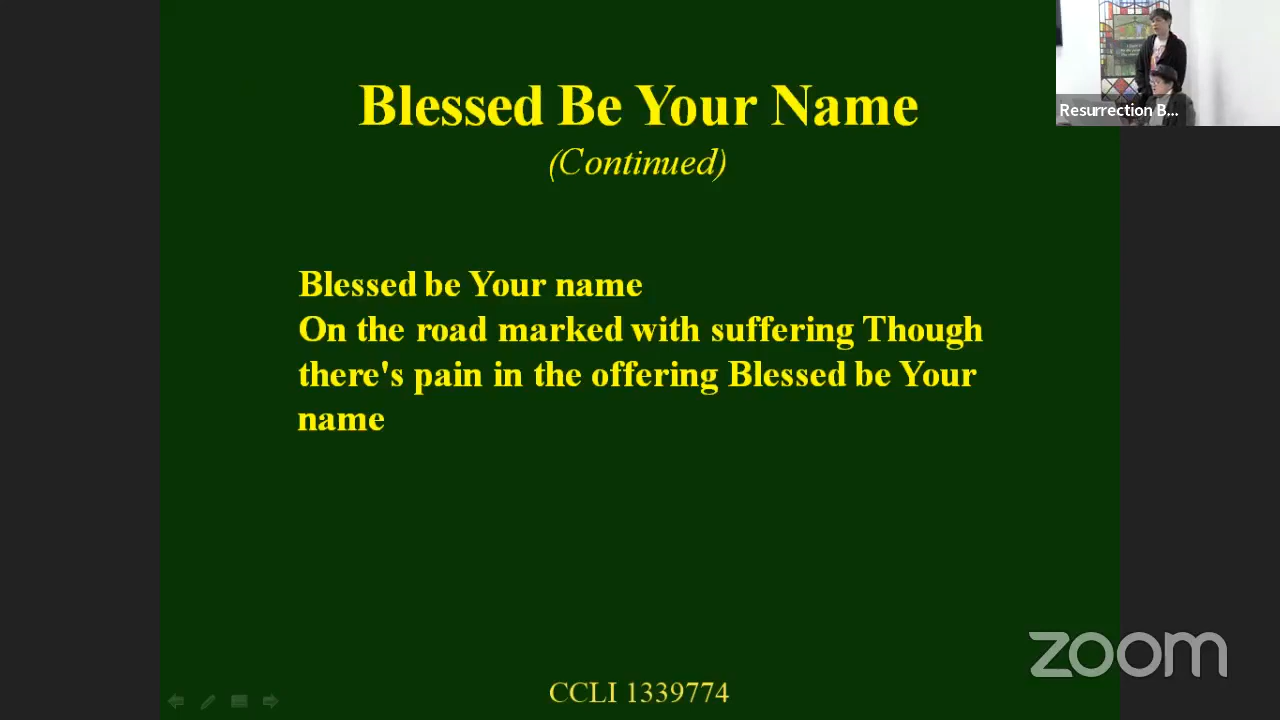 Blessed Be Your Name
(Continued)
Blessed be Your name
On the road marked with suffering Though
there's pain in the offering Blessed be Your
name
CCLI 1339774
Resurrection B...
zoom